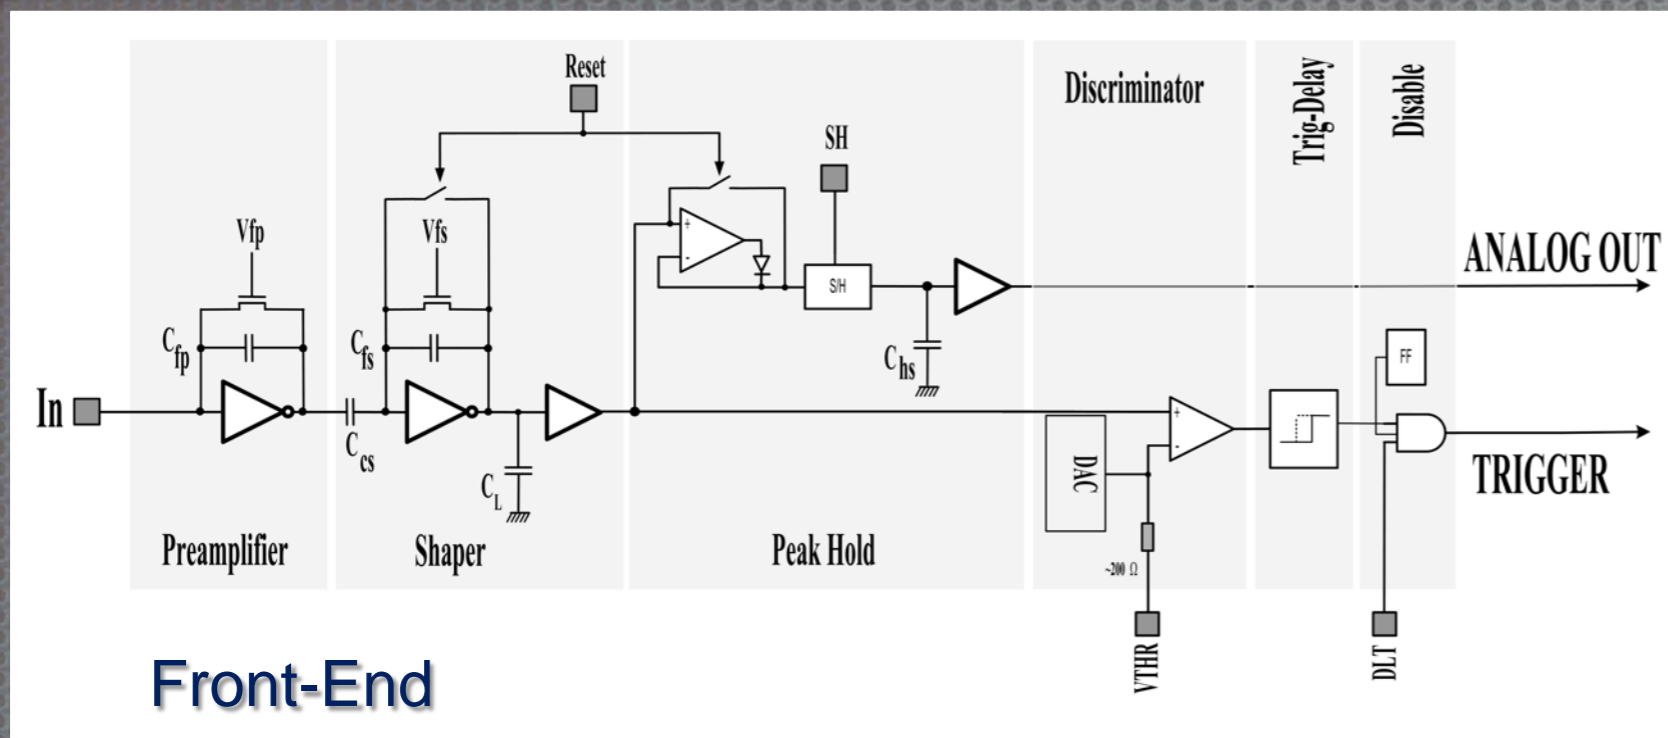 Reset
Discriminator
Trig-Delay
Disable
SH
Vfp
Vfs
+
-
S/H
ANALOG OUT
Cfp
Cfs
Chs
FF
In
+
-
Ccs
CL
DAC
TRIGGER
Preamplifier
Shaper
Peak Hold
~200 Ω
VTHR
DLT
Front-End